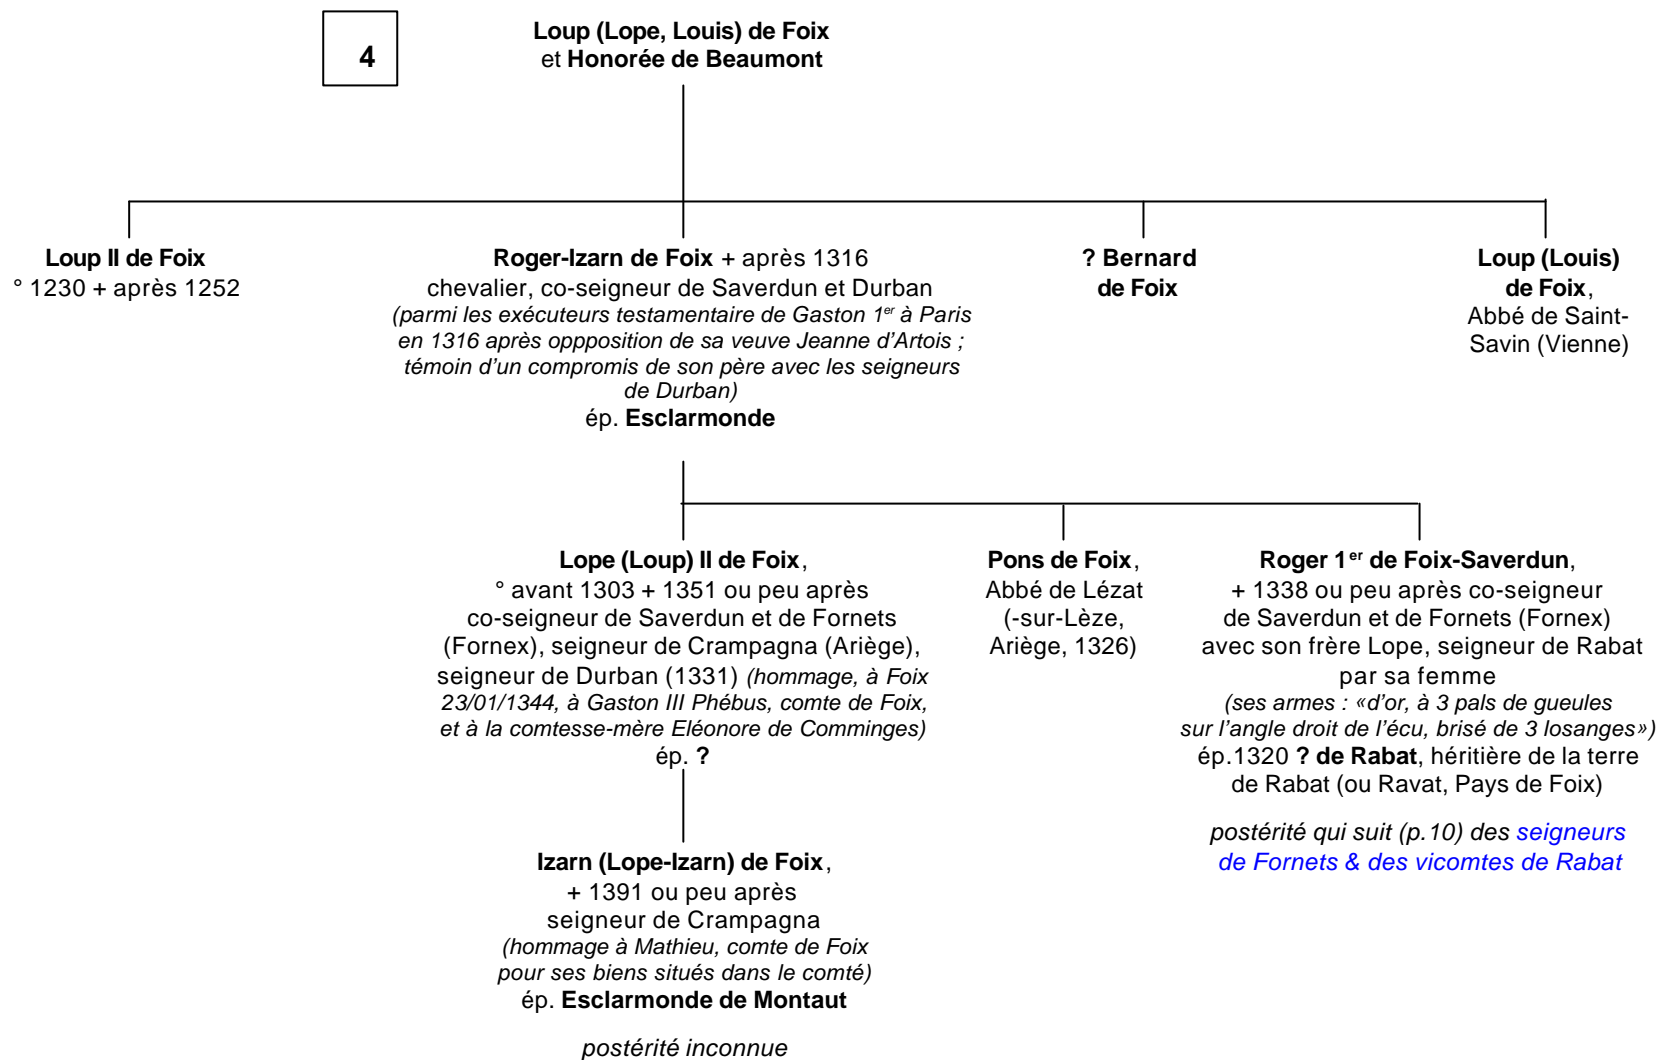 4
Loup (Lope, Louis) de Foix
et Honorée de Beaumont
Loup II de Foix
° 1230 + après 1252
Roger-Izarn de Foix + après 1316
chevalier, co-seigneur de Saverdun et Durban
(parmi les exécuteurs testamentaire de Gaston 1er à Paris
en 1316 après oppposition de sa veuve Jeanne d'Artois ;
témoin d'un compromis de son père avec les seigneurs
de Durban)
ép. Esclarmonde
? Bernard
de Foix
Loup (Louis)
de Foix,
Abbé de Saint-
Savin (Vienne)
Lope (Loup) II de Foix,
° avant 1303 + 1351 ou peu après
co-seigneur de Saverdun et de Fornets
(Fornex), seigneur de Crampagna (Ariège),
seigneur de Durban (1331) (hommage, à Foix
23/01/1344, à Gaston III Phébus, comte de Foix,
et à la comtesse-mère Eléonore de Comminges)
ép. ?
Pons de Foix,
Abbé de Lézat
(-sur-Lèze,
Ariège, 1326)
Roger 1er de Foix-Saverdun,
+ 1338 ou peu après co-seigneur
de Saverdun et de Fornets (Fornex)
avec son frère Lope, seigneur de Rabat
par sa femme
(ses armes : «d'or, à 3 pals de gueules
sur l'angle droit de l'écu, brisé de 3 losanges»)
ép.1320 ? de Rabat, héritière de la terre
de Rabat (ou Ravat, Pays de Foix)
postérité qui suit (p.10) des seigneurs
de Fornets & des vicomtes de Rabat
Izarn (Lope-Izarn) de Foix,
+ 1391 ou peu après
seigneur de Crampagna
(hommage à Mathieu, comte de Foix
pour ses biens situés dans le comté)
ép. Esclarmonde de Montaut
postérité inconnue